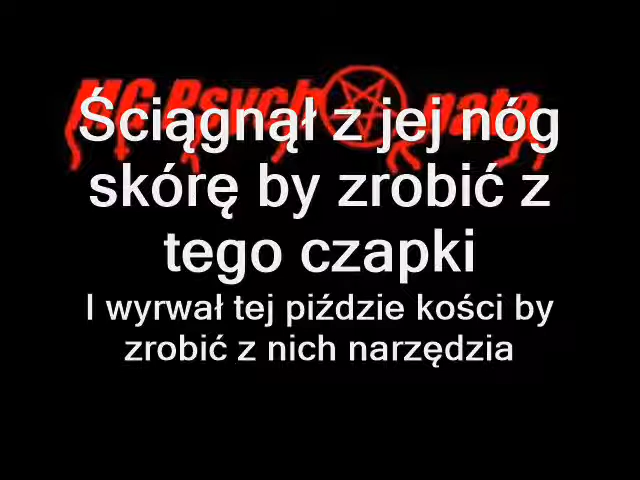 Ściągnął z jej nóg
skórę by zrobić z
tego czapki
I wyrwał tej piździe kości by
zrobić z nich narzędzia